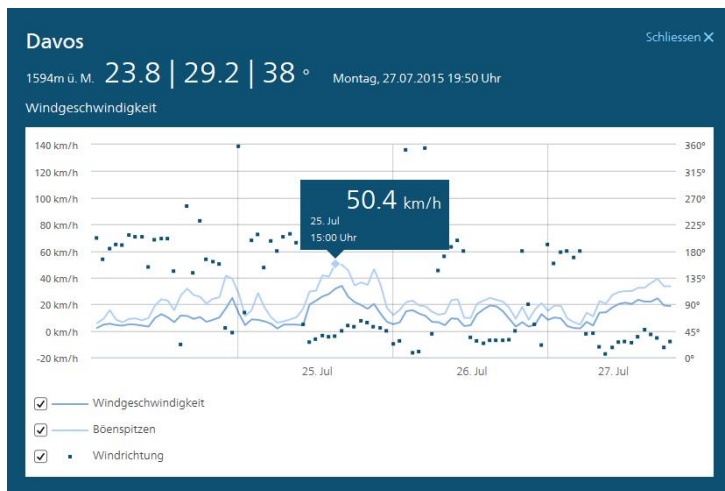 Davos
Schliessen ×
1594m ü. M. 23.8 | 29.2 | 38 ° Montag, 27.07.2015 19:50 Uhr
Windgeschwindigkeit
140 km/h 360°
120 km/h 315°
100 km/h 270°
80 km/h 225°
60 km/h 180°
40 km/h 135°
20 km/h 90°
0 km/h 45°
-20 km/h 0°
50.4 km/h
25. Jul
15:00 Uhr
25. Jul 26. Jul 27. Jul
Windgeschwindigkeit
Böenspitzen
Windrichtung